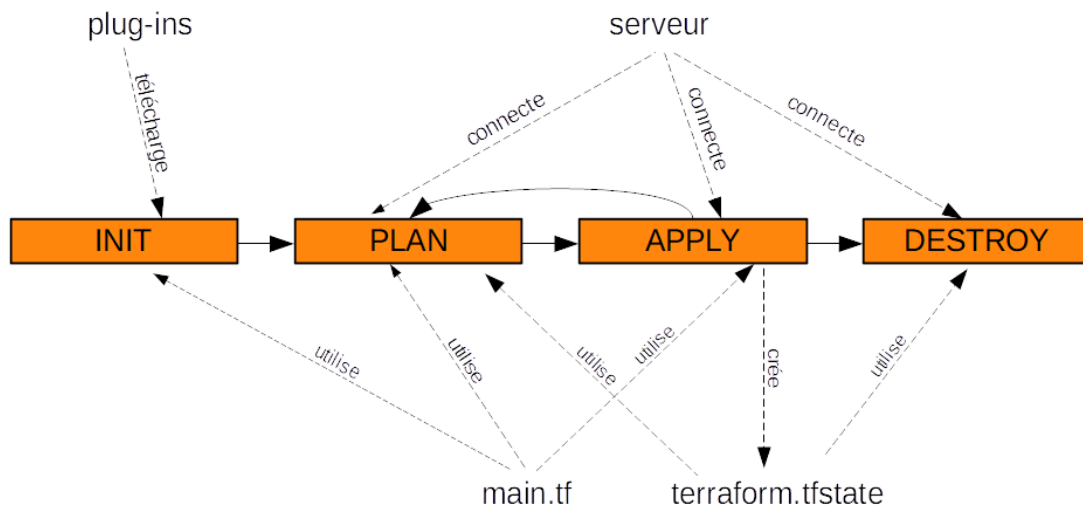 plug-ins
serveur
télécharge
connecte
connecte
connecte
INIT
PLAN
APPLY
DESTROY
utilise
utilise
utilise
crée
utilise
main.tf
terraform.tfstate